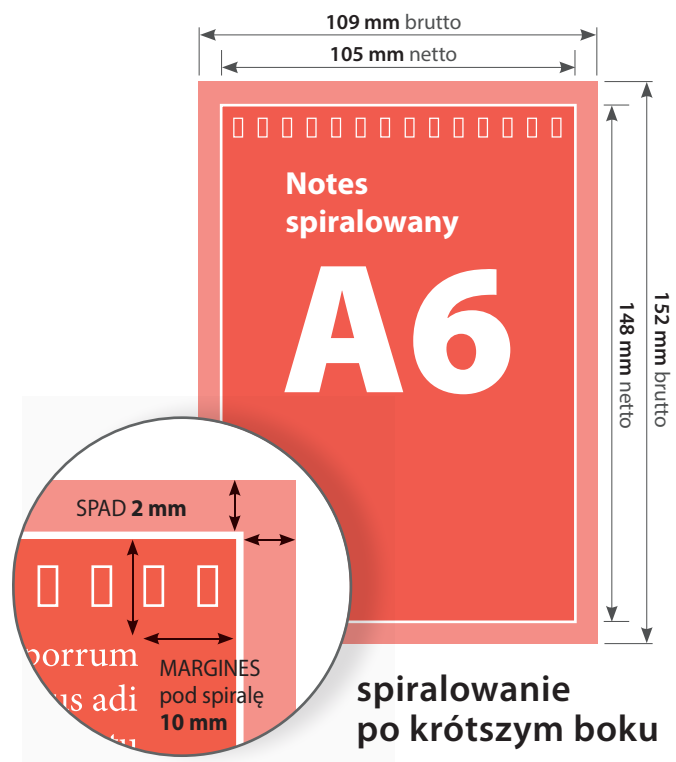 109 mm brutto
105 mm netto
Notes
spiralowany
A6
148 mm netto
152 mm brutto
SPAD 2 mm
porrum
us adi
MARGINES
pod spiralę
10 mm
spiralowanie
po krótszym boku